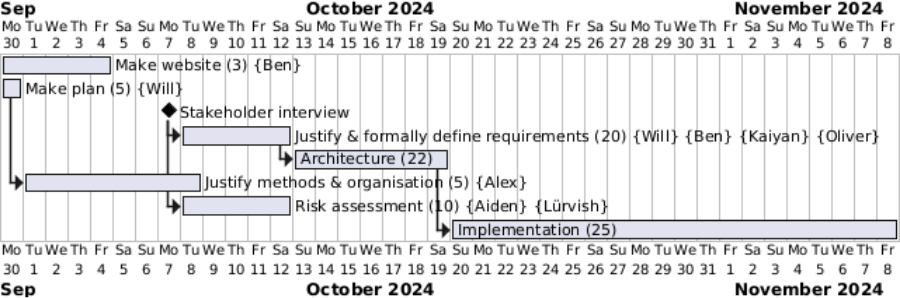 Sep October 2024 November 2024
Mo Tu We Th Fr Sa Su Mo Tu We Th Fr Sa Su Mo Tu We Th Fr Sa Su Mo Tu We Th Fr Sa Su Mo Tu We Th Fr Sa Su Mo Tu We Th Fr
30 1 2 3 4 5 6 7 8 9 10 11 12 13 14 15 16 17 18 19 20 21 22 23 24 25 26 27 28 29 30 31 1 2 3 4 5 6 7 8
Make website (3) {Ben}
Make plan (5) {Will}
Stakeholder interview
Justify & formally define requirements (20) {Will} {Ben} {Kaiyan} {Oliver}
Architecture (22)
Justify methods & organisation (5) {Alex}
Risk assessment (10) {Aiden} {Lürvish}
Implementation (25)
Mo Tu We Th Fr Sa Su Mo Tu We Th Fr Sa Su Mo Tu We Th Fr Sa Su Mo Tu We Th Fr Sa Su Mo Tu We Th Fr Sa Su Mo Tu We Th Fr
30 1 2 3 4 5 6 7 8 9 10 11 12 13 14 15 16 17 18 19 20 21 22 23 24 25 26 27 28 29 30 31 1 2 3 4 5 6 7 8
Sep October 2024 November 2024